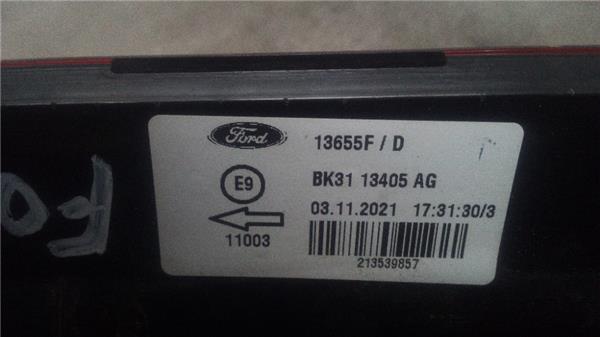 Ford
13655F / D
E9
BK31 13405 AG
11003
03.11.2021 17:31:30/3
213539857